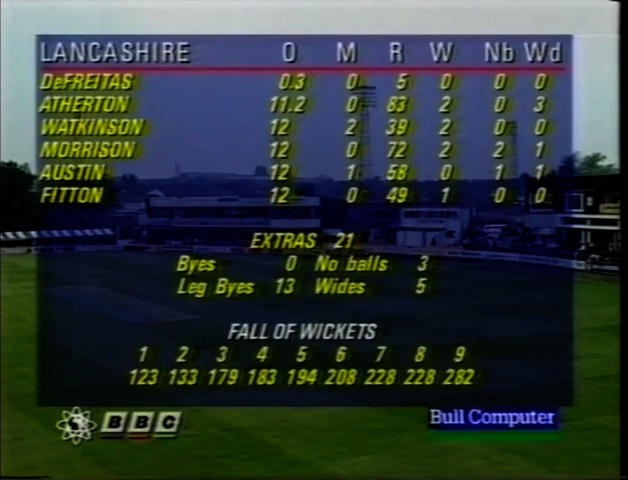 LANCASHIRE O M R W Nb Wd
DeFREITAS 0.3 0 5 0 0 0
ATHERTON 11.2 0 83 2 0 3
WATKINSON 12 2 39 2 0 0
MORRISON 12 0 72 2 2 1
AUSTIN 12 1 58 0 1 1
FITTON 12 0 49 1 0 0
EXTRAS 21
Byes 0 No balls 3
Leg Byes 13 Wides 5
FALL OF WICKETS
1 2 3 4 5 6 7 8 9
123 133 179 183 194 208 228 228 282
BBC Bull Computer